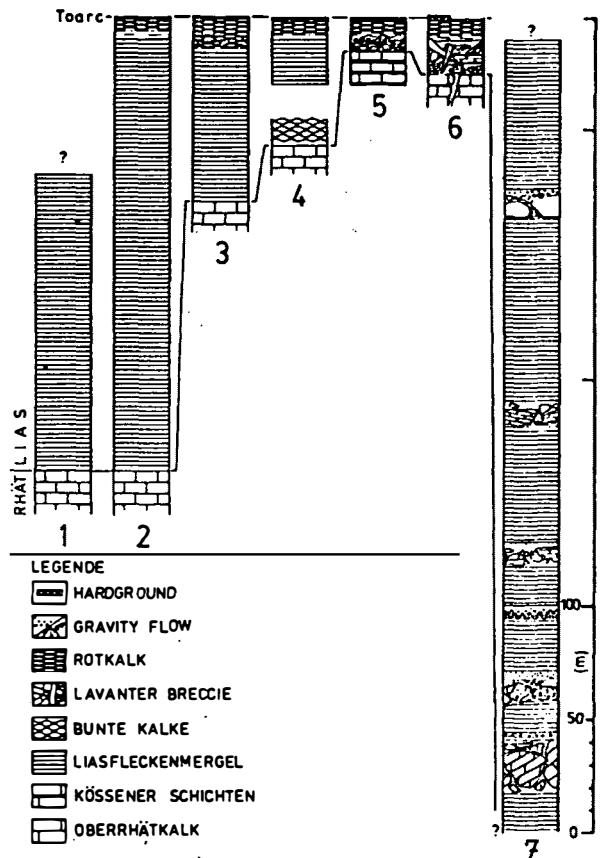 Toarc
?
?
5
6
4
3
LIAS
RHÄT
1
2
7
100
(m)
50
0
?
LEGENDE
HARDGROUND
GRAVITY FLOW
ROTKALK
LAVANTER BRECCIE
BUNTE KALKE
LIASFLECKENMERGEL
KÖSSENER SCHICHTEN
OBERRHÄTKALK